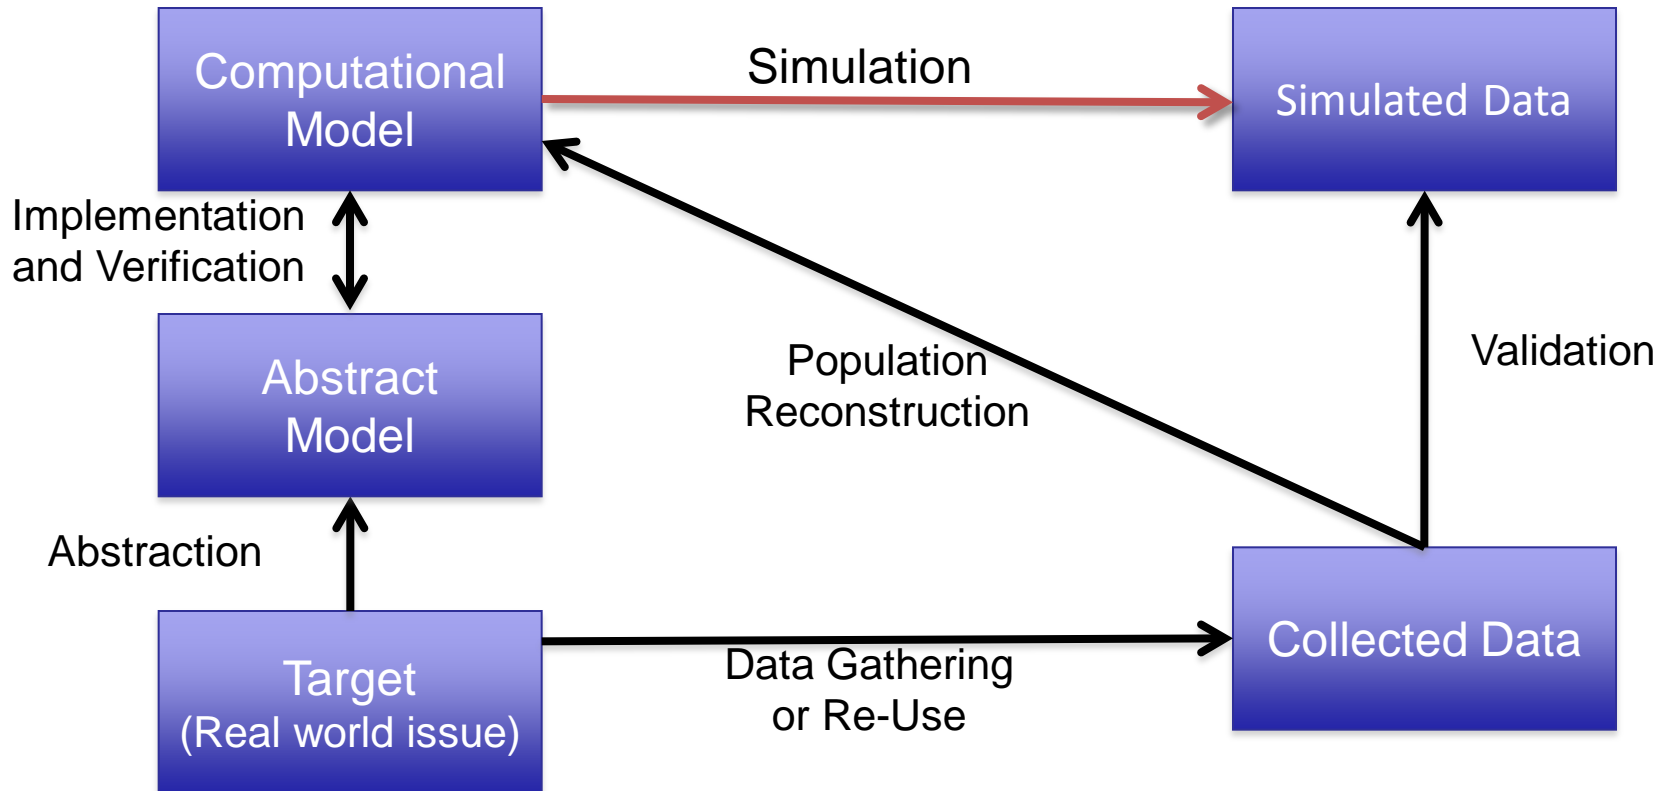 Computational
Model
Simulation
Simulated Data
Implementation
and Verification
Abstract
Model
Population
Reconstruction
Validation
Abstraction
Target
(Real world issue)
Data Gathering
or Re-Use
Collected Data